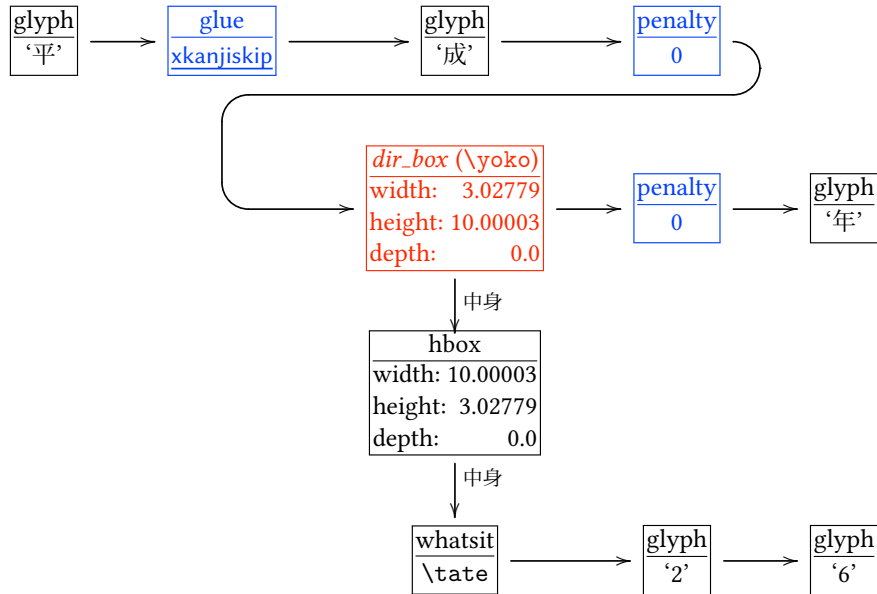 glyph
‘平’
glue
xkanjiskip
glyph
‘成’
penalty
0
dir_box (\yoko)
width: 3.02779
height: 10.00003
depth: 0.0
penalty
0
glyph
‘年’
中身
hbox
width: 10.00003
height: 3.02779
depth: 0.0
中身
whatsit
\tate
glyph
‘2’
glyph
‘6’